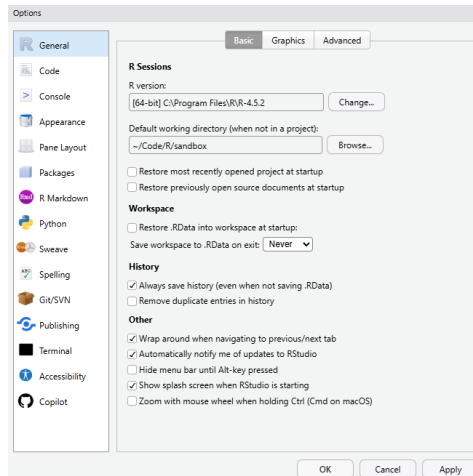 Options
General
Code
Console
Appearance
Pane Layout
Packages
Rmd R Markdown
Python
Sweave
ABC Spelling
Git/SVN
Publishing
Terminal
Accessibility
Copilot
Basic Graphics Advanced
R Sessions
R version:
[64-bit] C:\Program Files\R\R-4.5.2 Change...
Default working directory (when not in a project):
~/Code/R/sandbox Browse...
Restore most recently opened project at startup
Restore previously open source documents at startup
Workspace
Restore .RData into workspace at startup:
Save workspace to .RData on exit: Never
History
Always save history (even when not saving .RData)
Remove duplicate entries in history
Other
Wrap around when navigating to previous/next tab
Automatically notify me of updates to RStudio
Hide menu bar until Alt-key pressed
Show splash screen when RStudio is starting
Zoom with mouse wheel when holding Ctrl (Cmd on macOS)
OK Cancel Apply